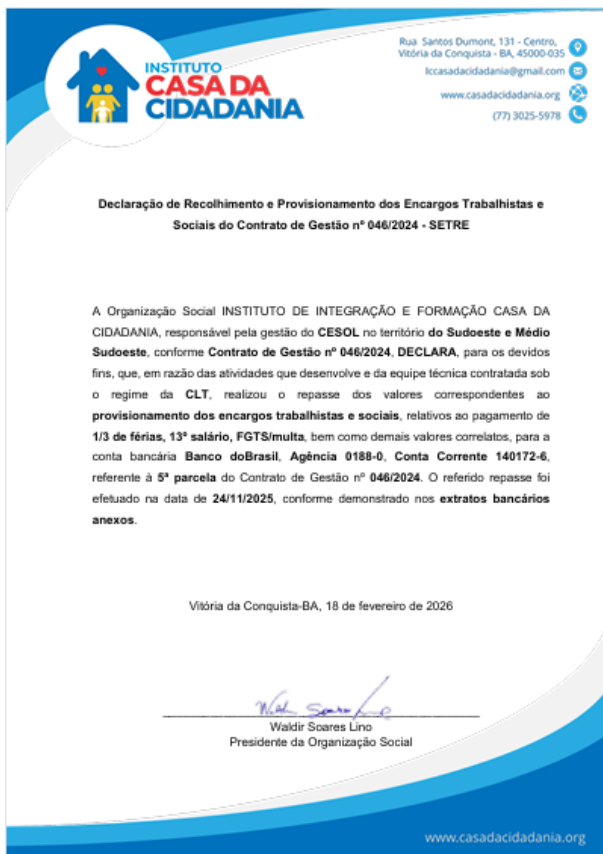 INSTITUTO
CASA DA
CIDADANIA
Rua Santos Dumont, 131 - Centro,
Vitória da Conquista - BA, 45000-035
Iccasadacidadania@gmail.com
www.casadacidadania.org
(77) 3025-5978
Declaração de Recolhimento e Provisionamento dos Encargos Trabalhistas e
Sociais do Contrato de Gestão nº 046/2024 - SETRE
A Organização Social INSTITUTO DE INTEGRAÇÃO E FORMAÇÃO CASA DA
CIDADANIA, responsável pela gestão do CESOL no território do Sudoeste e Médio
Sudoeste, conforme Contrato de Gestão nº 046/2024, DECLARA, para os devidos
fins, que, em razão das atividades que desenvolve e da equipe técnica contratada sob
o regime da CLT, realizou o repasse dos valores correspondentes ao
provisionamento dos encargos trabalhistas e sociais, relativos ao pagamento de
1/3 de férias, 13º salário, FGTS/multa, bem como demais valores correlatos, para a
conta bancária Banco doBrasil, Agência 0188-0, Conta Corrente 140172-6,
referente à 5ª parcela do Contrato de Gestão nº 046/2024. O referido repasse foi
efetuado na data de 24/11/2025, conforme demonstrado nos extratos bancários
anexos.
Vitória da Conquista-BA, 18 de fevereiro de 2026
Waldir Soares Lino
Waldir Soares Lino
Presidente da Organização Social
www.casadacidadania.org